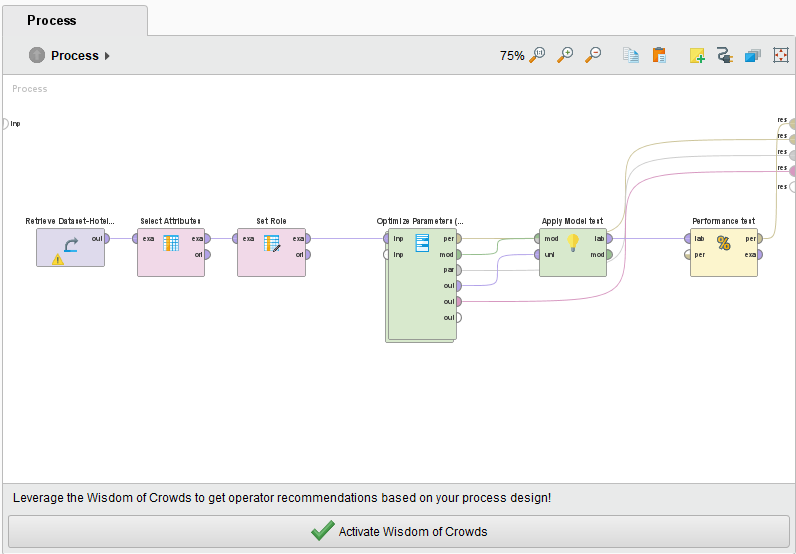 Process
Process
75%
Process
inp
res
res
res
res
res
Retrieve Dataset-Hotel...
Select Attributes
Set Role
Optimize Parameters (...
Apply Model test
Performance test
out
exa
exa
ori
exa
exa
ori
inp
per
inp
mod
par
out
out
out
mod
lab
unl
mod
lab
per
per
exa
Leverage the Wisdom of Crowds to get operator recommendations based on your process design!
Activate Wisdom of Crowds